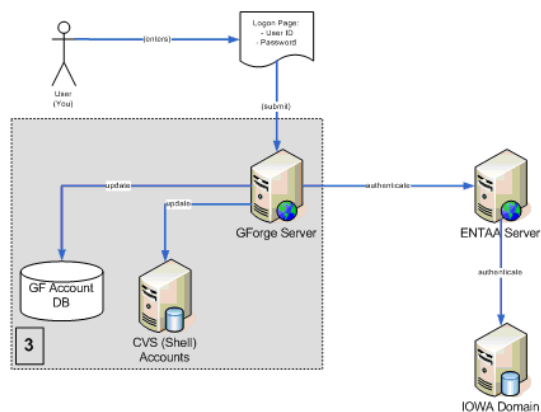 Logon Page:
- User ID
- Password
(enters)
User
(You)
(submit)
GForge Server
update
update
authenticate
ENTAA Server
authenticate
GF Account
DB
CVS (Shell)
Accounts
3
IOWA Domain